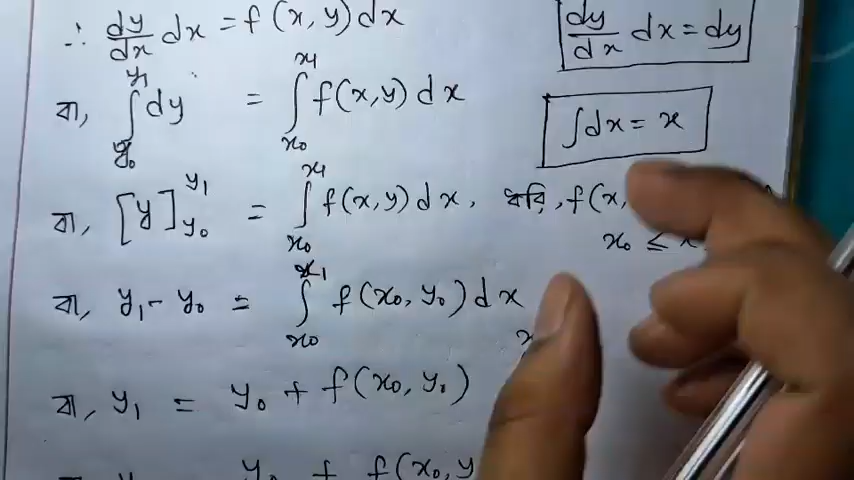 ∴ dy/dx dx = f(x, y) dx
dy/dx dx = dy
বা, ∫_{y₀}^{y₁} dy = ∫_{x₀}^{x₁} f(x, y) dx
∫dx = x
বা, [y]_{y₀}^{y₁} = ∫_{x₀}^{x₁} f(x, y) dx, ধরি, f(x,
x₀ ≤ x
বা, y₁ - y₀ = ∫_{x₀}^{x₁} f(x₀, y₀) dx
বা, y₁ = y₀ + f(x₀, y₀)
y₀ + f(x₀, y